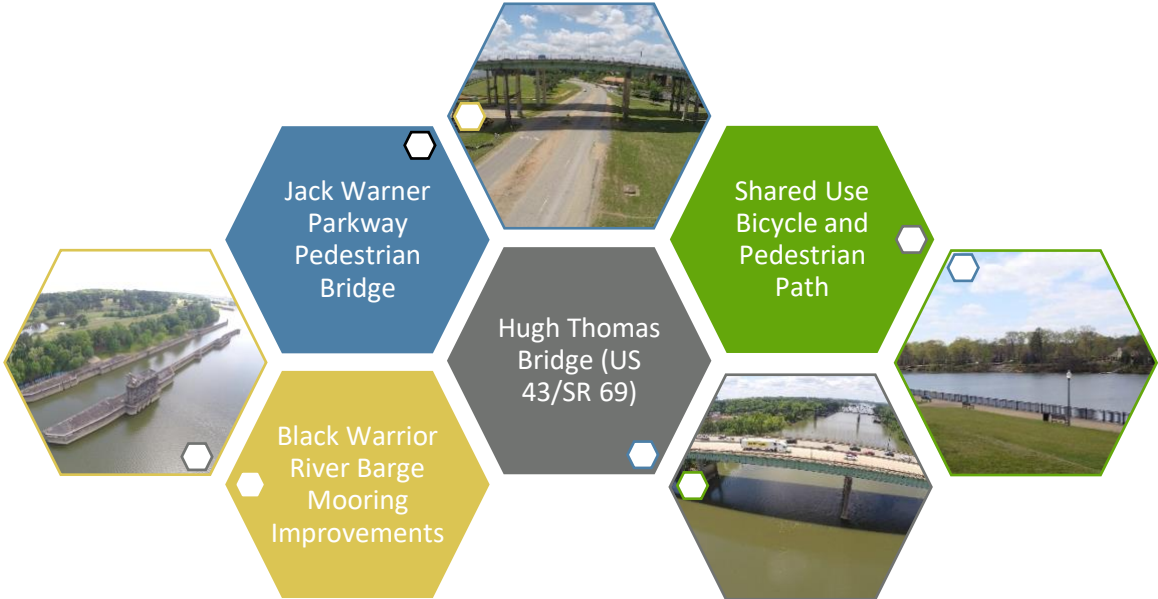 Jack Warner
Parkway
Pedestrian
Bridge
Shared Use
Bicycle and
Pedestrian
Path
Hugh Thomas
Bridge (US
43/SR 69)
Black Warrior
River Barge
Mooring
Improvements